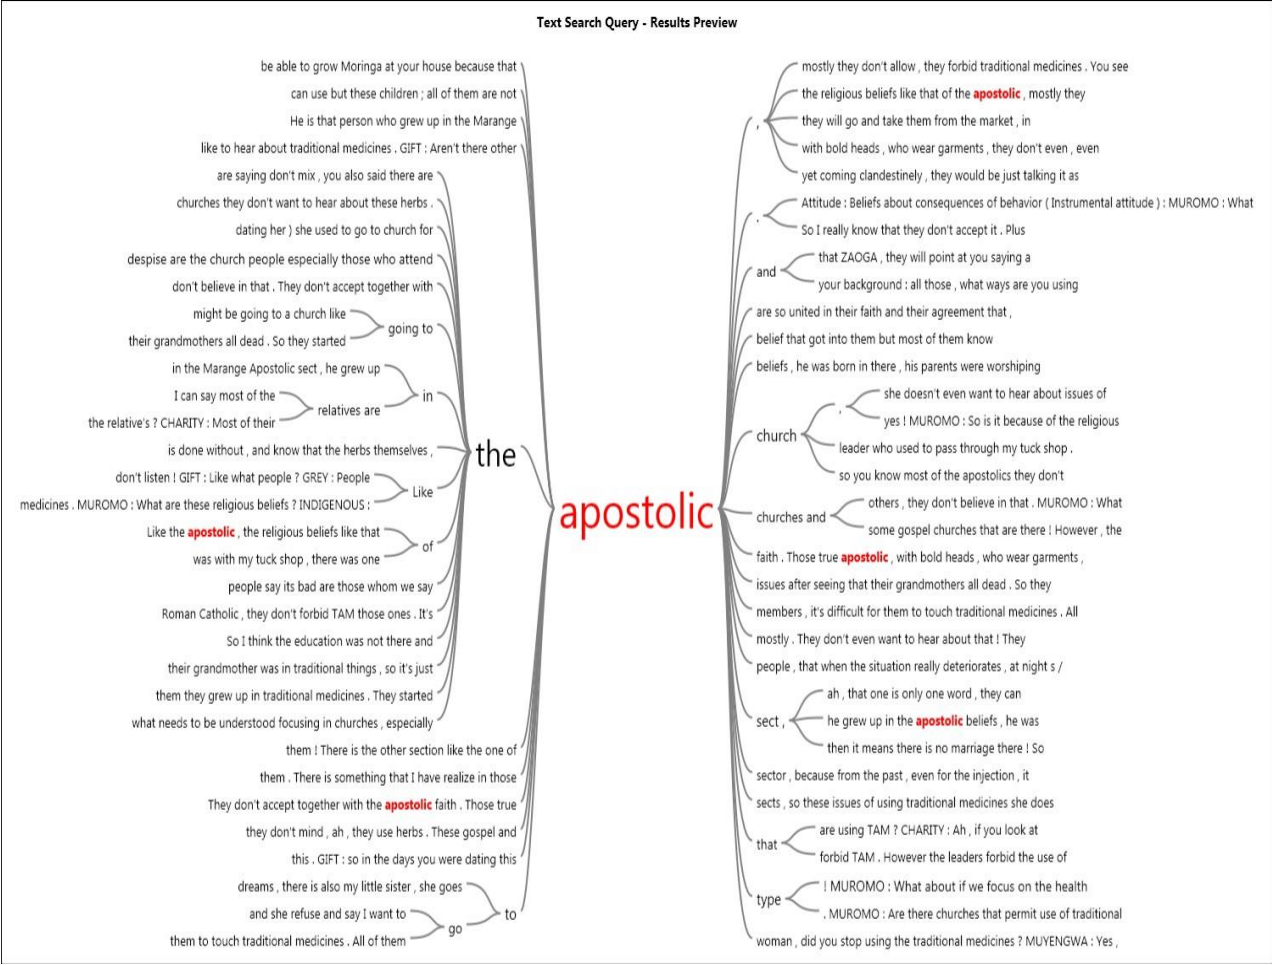 Text Search Query - Results Preview
be able to grow Moringa at your house because that
can use but these children ; all of them are not
He is that person who grew up in the Marange
like to hear about traditional medicines . GIFT : Aren't there other
are saying don't mix , you also said there are
churches they don't want to hear about these herbs .
dating her ) she used to go to church for
despise are the church people especially those who attend
don't believe in that . They don't accept together with
might be going to a church like
their grandmothers all dead . So they started
going to
in the Marange Apostolic sect , he grew up
I can say most of the
the relative's ? CHARITY : Most of their
relatives are
in
is done without , and know that the herbs themselves ,
don't listen ! GIFT : Like what people ? GREY : People
medicines . MUROMO : What are these religious beliefs ? INDIGENOUS :
Like
Like the apostolic , the religious beliefs like that
was with my tuck shop , there was one
of
people say its bad are those whom we say
Roman Catholic , they don't forbid TAM those ones . It's
So I think the education was not there and
their grandmother was in traditional things , so it's just
them they grew up in traditional medicines . They started
what needs to be understood focusing in churches , especially
the
them ! There is the other section like the one of
them . There is something that I have realize in those
They don't accept together with the apostolic faith . Those true
they don't mind , ah , they use herbs . These gospel and
this . GIFT : so in the days you were dating this
dreams , there is also my little sister , she goes
and she refuse and say I want to
them to touch traditional medicines . All of them
go
to
apostolic
,
mostly they don't allow , they forbid traditional medicines . You see
the religious beliefs like that of the apostolic , mostly they
they will go and take them from the market , in
with bold heads , who wear garments , they don't even , even
yet coming clandestinely , they would be just talking it as
.
Attitude : Beliefs about consequences of behavior ( Instrumental attitude ) : MUROMO : What
So I really know that they don't accept it . Plus
and
that ZAOGA , they will point at you saying a
your background : all those , what ways are you using
are so united in their faith and their agreement that ,
belief that got into them but most of them know
beliefs , he was born in there , his parents were worshiping
church
,
she doesn't even want to hear about issues of
yes ! MUROMO : So is it because of the religious
leader who used to pass through my tuck shop .
so you know most of the apostolics they don't
churches and
others , they don't believe in that . MUROMO : What
some gospel churches that are there ! However , the
faith . Those true apostolic , with bold heads , who wear garments ,
issues after seeing that their grandmothers all dead . So they
members , it's difficult for them to touch traditional medicines . All
mostly . They don't even want to hear about that ! They
people , that when the situation really deteriorates , at night s /
sect ,
ah , that one is only one word , they can
he grew up in the apostolic beliefs , he was
then it means there is no marriage there ! So
sector , because from the past , even for the injection , it
sects , so these issues of using traditional medicines she does
that
are using TAM ? CHARITY : Ah , if you look at
forbid TAM . However the leaders forbid the use of
type
! MUROMO : What about if we focus on the health
. MUROMO : Are there churches that permit use of traditional
woman , did you stop using the traditional medicines ? MUYENGWA : Yes ,